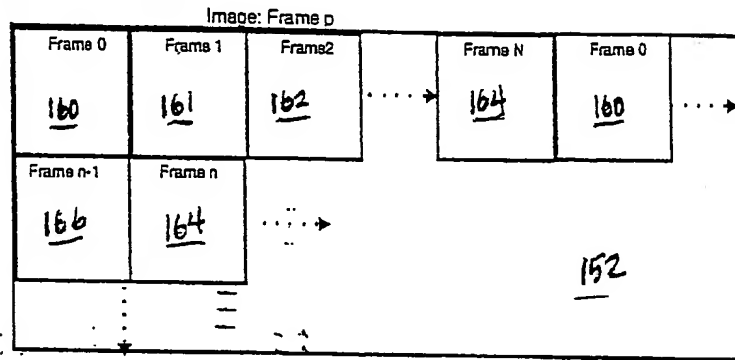 Image: Frame p
Frame 0 Frame 1 Frame2 Frame N Frame 0
160 161 162 164 160
Frame n-1 Frame n
166 164
152